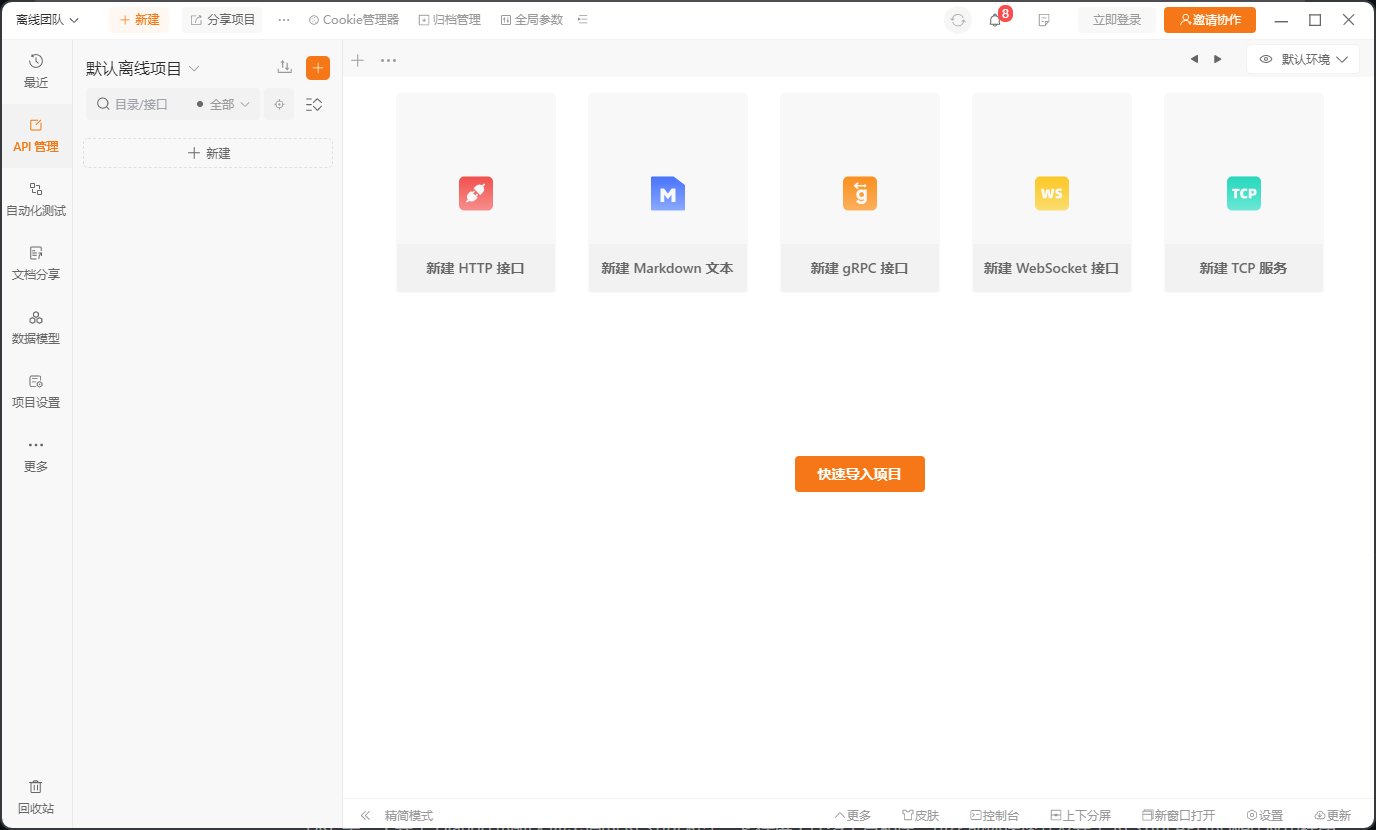 离线团队 新建 分享项目 Cookie管理器 归档管理 全局参数 8 立即登录 邀请协作
最近
API 管理
自动化测试
文档分享
数据模型
项目设置
更多
回收站
默认离线项目
目录/接口 全部
新建
默认环境
M g WS TCP
新建 HTTP 接口 新建 Markdown 文本 新建 gRPC 接口 新建 WebSocket 接口 新建 TCP 服务
快速导入项目
精简模式 更多 皮肤 控制台 上下分屏 新窗口打开 设置 更新